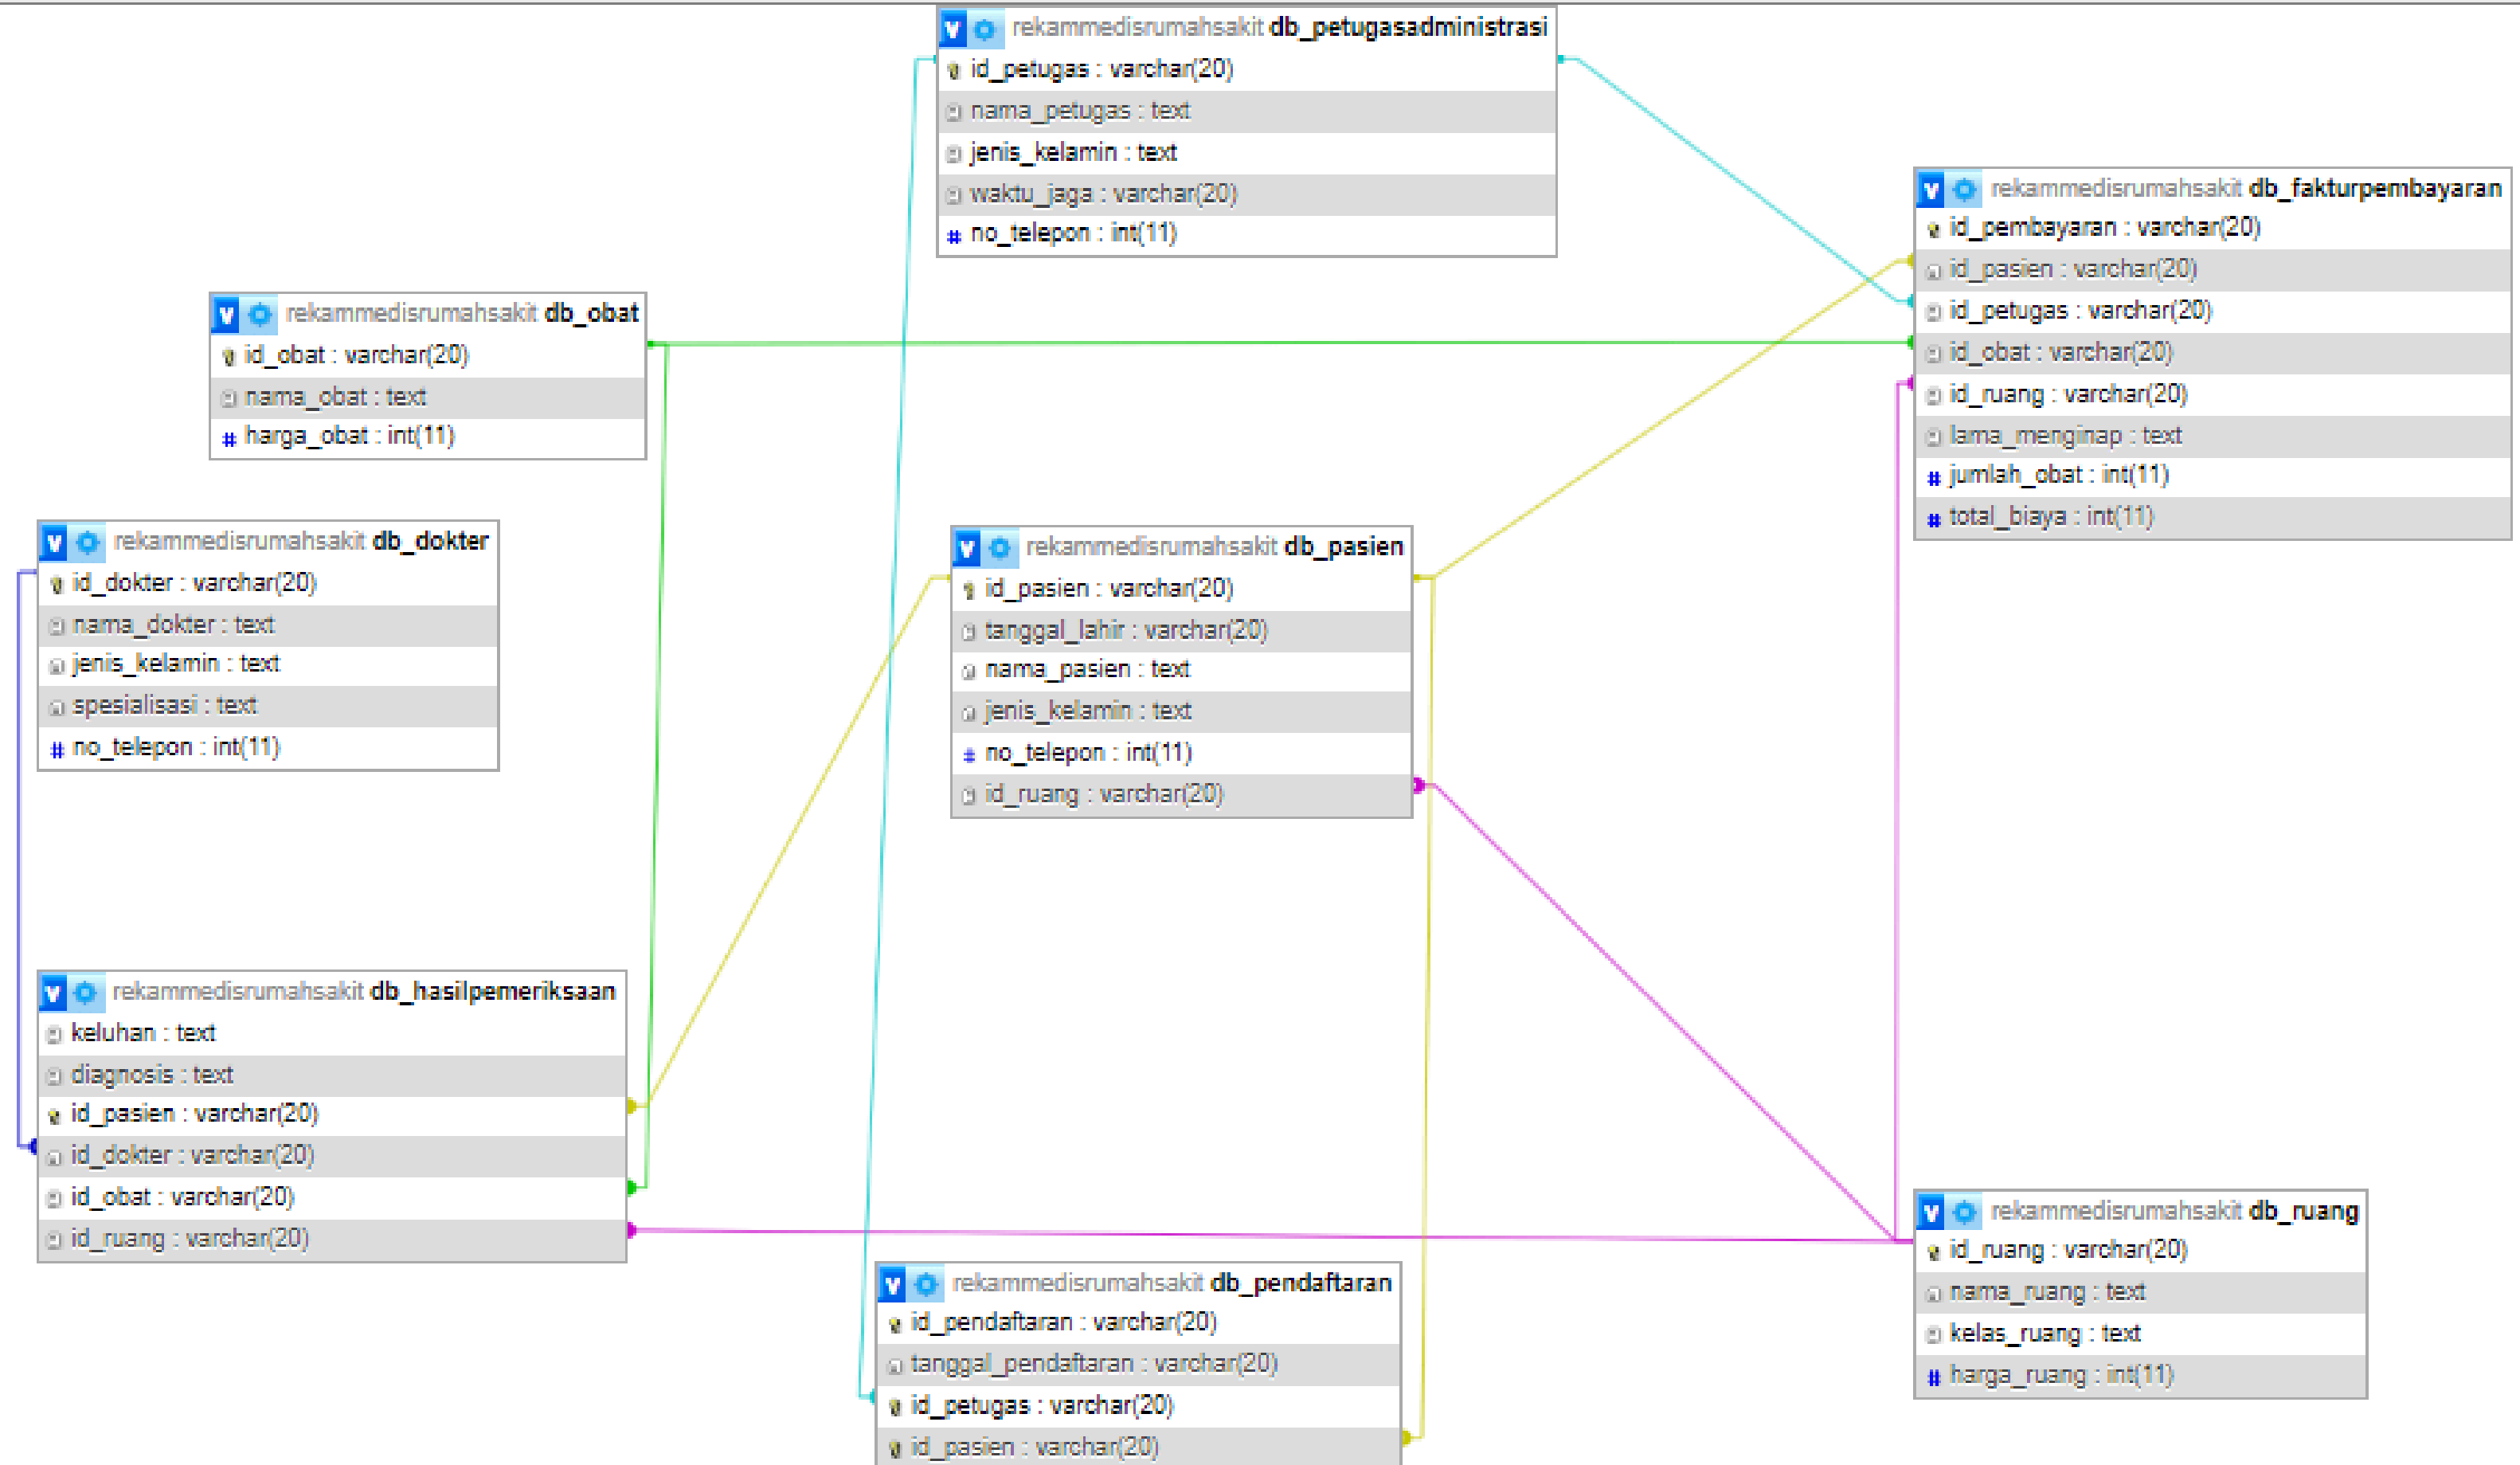 rekammedisrumahsakit db_petugasadministrasi
id_petugas : varchar(20)
nama_petugas : text
jenis_kelamin : text
waktu_jaga : varchar(20)
# no_telepon : int(11)
rekammedisrumahsakit db_fakturpembayaran
id_pembayaran : varchar(20)
id_pasien : varchar(20)
id_petugas : varchar(20)
id_obat : varchar(20)
id_ruang : varchar(20)
lama_menginap : text
# jumlah_obat : int(11)
# total_biaya : int(11)
rekammedisrumahsakit db_obat
id_obat : varchar(20)
nama_obat : text
# harga_obat : int(11)
rekammedisrumahsakit db_dokter
id_dokter : varchar(20)
nama_dokter : text
jenis_kelamin : text
spesialisasi : text
# no_telepon : int(11)
rekammedisrumahsakit db_pasien
id_pasien : varchar(20)
tanggal_lahir : varchar(20)
nama_pasien : text
jenis_kelamin : text
# no_telepon : int(11)
id_ruang : varchar(20)
rekammedisrumahsakit db_hasilpemeriksaan
keluhan : text
diagnosis : text
id_pasien : varchar(20)
id_dokter : varchar(20)
id_obat : varchar(20)
id_ruang : varchar(20)
rekammedisrumahsakit db_ruang
id_ruang : varchar(20)
nama_ruang : text
kelas_ruang : text
# harga_ruang : int(11)
rekammedisrumahsakit db_pendaftaran
id_pendaftaran : varchar(20)
tanggal_pendaftaran : varchar(20)
id_petugas : varchar(20)
id_pasien : varchar(20)